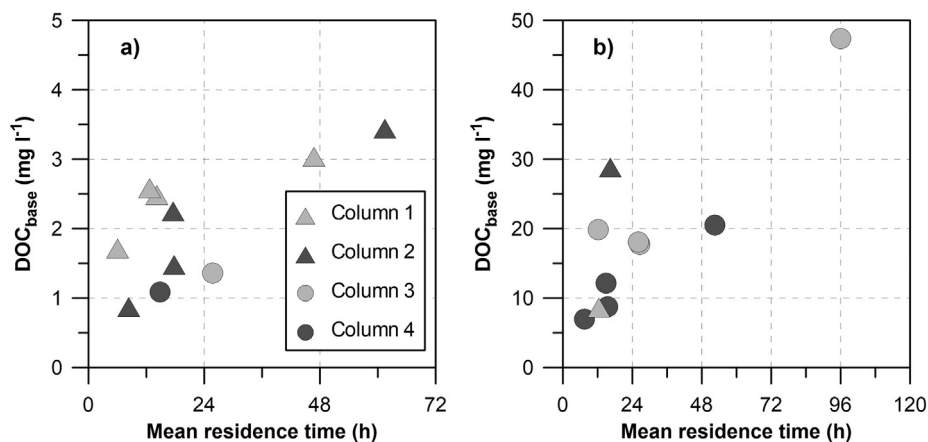 a)
5
4
3
2
1
0
DOCbase (mg l-1)
0 24 48 72
Mean residence time (h)
Column 1
Column 2
Column 3
Column 4
b)
50
40
30
20
10
0
DOCbase (mg l-1)
0 24 48 72 96 120
Mean residence time (h)